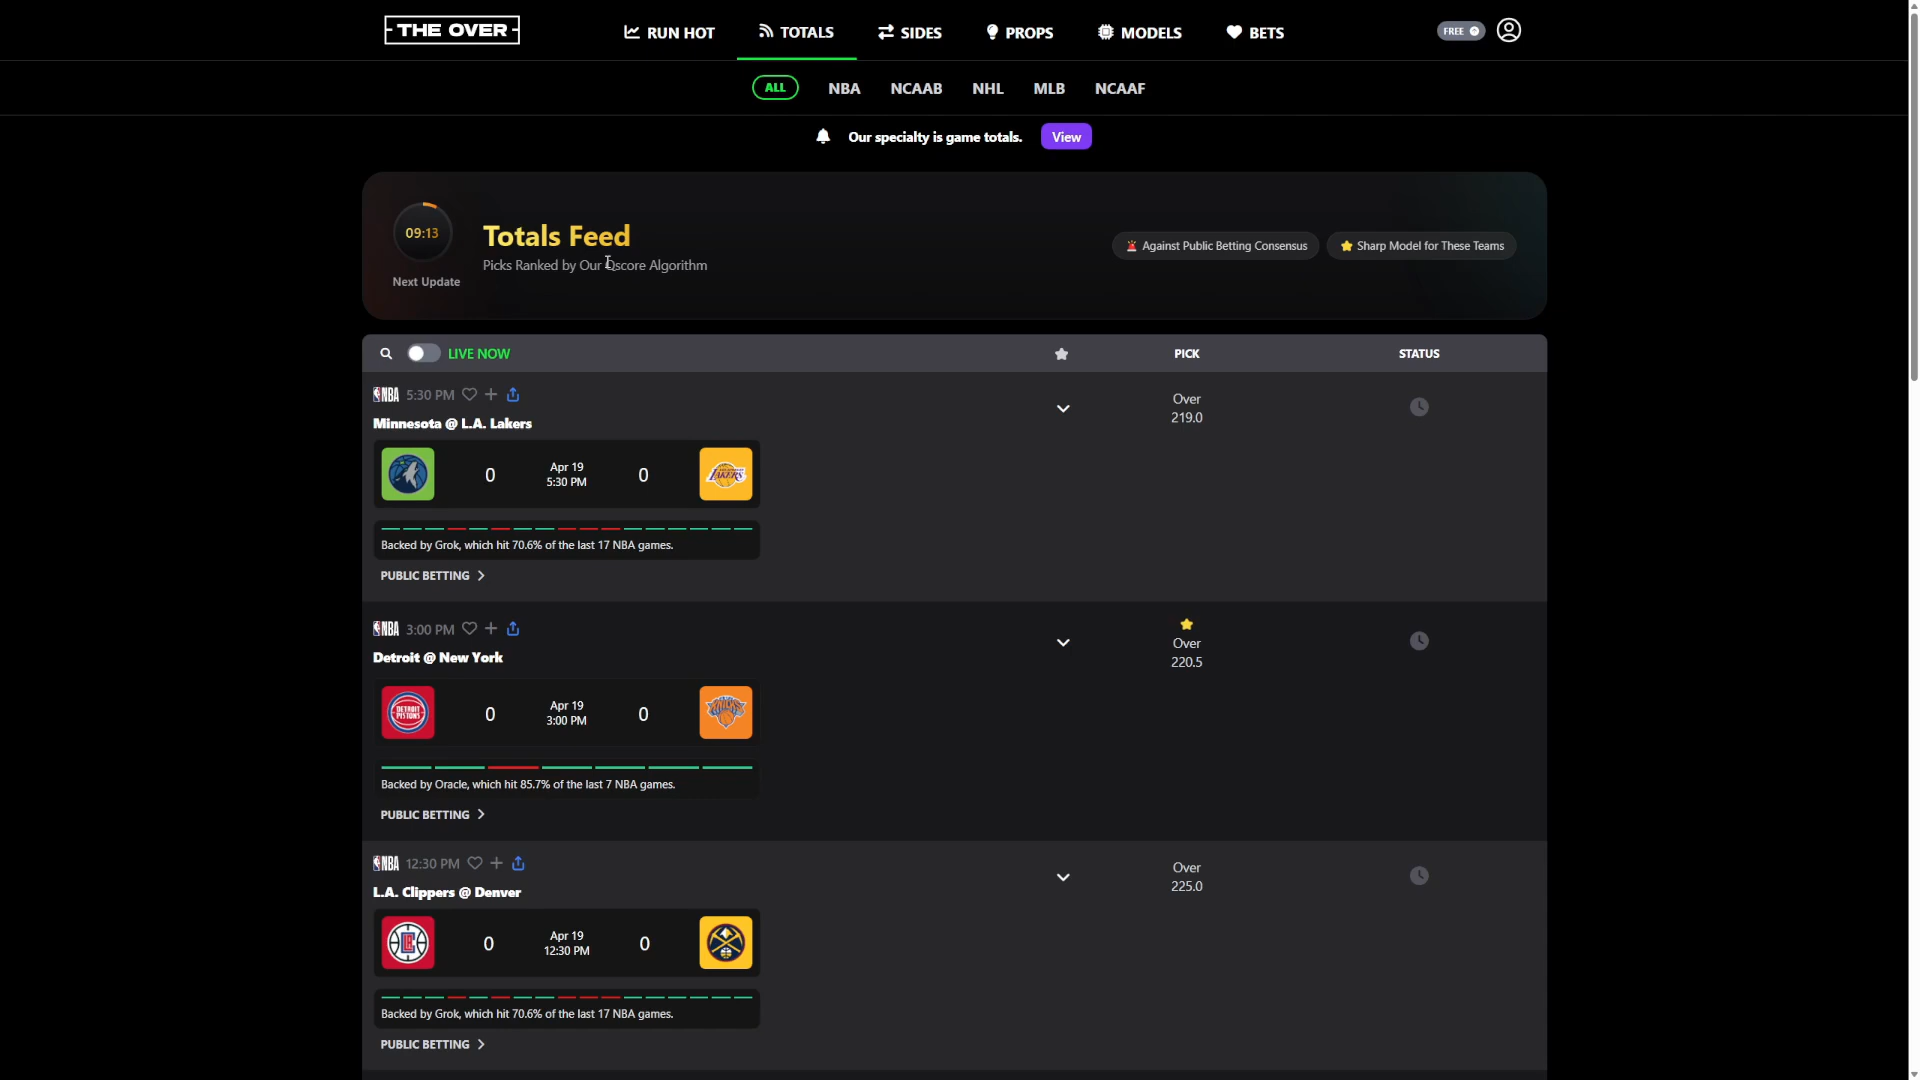 THE OVER
RUN HOT
TOTALS
SIDES
PROPS
MODELS
BETS
FREE
ALL
NBA
NCAAB
NHL
MLB
NCAAF
Our specialty is game totals.
View
09:13
Next Update
Totals Feed
Picks Ranked by Our Oscore Algorithm
Against Public Betting Consensus
Sharp Model for These Teams
LIVE NOW
PICK
STATUS
NBA 5:30 PM
Minnesota @ L.A. Lakers
0
Apr 19
5:30 PM
0
LAKERS
Backed by Grok, which hit 70.6% of the last 17 NBA games.
PUBLIC BETTING
Over
219.0
NBA 3:00 PM
Detroit @ New York
DETROIT
PISTONS
0
Apr 19
3:00 PM
0
KNICKS
Backed by Oracle, which hit 85.7% of the last 7 NBA games.
PUBLIC BETTING
Over
220.5
NBA 12:30 PM
L.A. Clippers @ Denver
0
Apr 19
12:30 PM
0
Backed by Grok, which hit 70.6% of the last 17 NBA games.
PUBLIC BETTING
Over
225.0